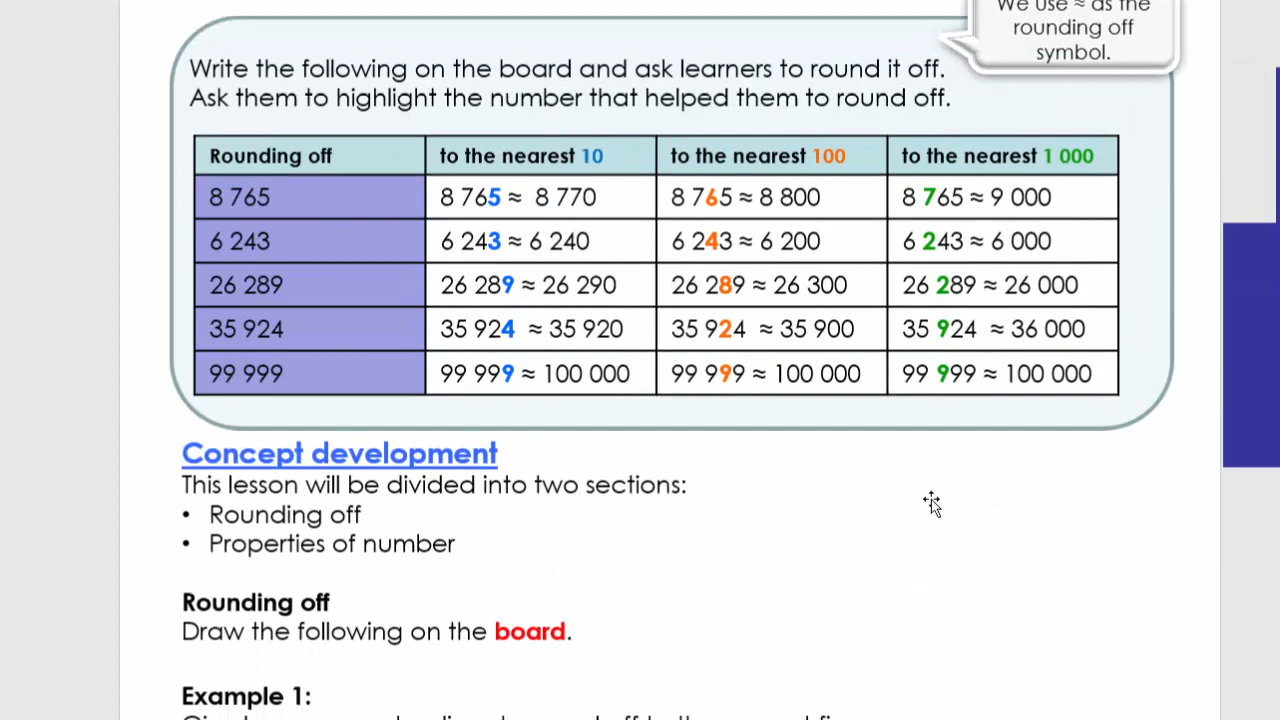 We use ≈ as the
rounding off
symbol.
Write the following on the board and ask learners to round it off.
Ask them to highlight the number that helped them to round off.
Rounding off to the nearest 10 to the nearest 100 to the nearest 1 000
8 765 8 765 ≈ 8 770 8 765 ≈ 8 800 8 765 ≈ 9 000
6 243 6 243 ≈ 6 240 6 243 ≈ 6 200 6 243 ≈ 6 000
26 289 26 289 ≈ 26 290 26 289 ≈ 26 300 26 289 ≈ 26 000
35 924 35 924 ≈ 35 920 35 924 ≈ 35 900 35 924 ≈ 36 000
99 999 99 999 ≈ 100 000 99 999 ≈ 100 000 99 999 ≈ 100 000
Concept development
This lesson will be divided into two sections:
• Rounding off
• Properties of number
Rounding off
Draw the following on the board.
Example 1: